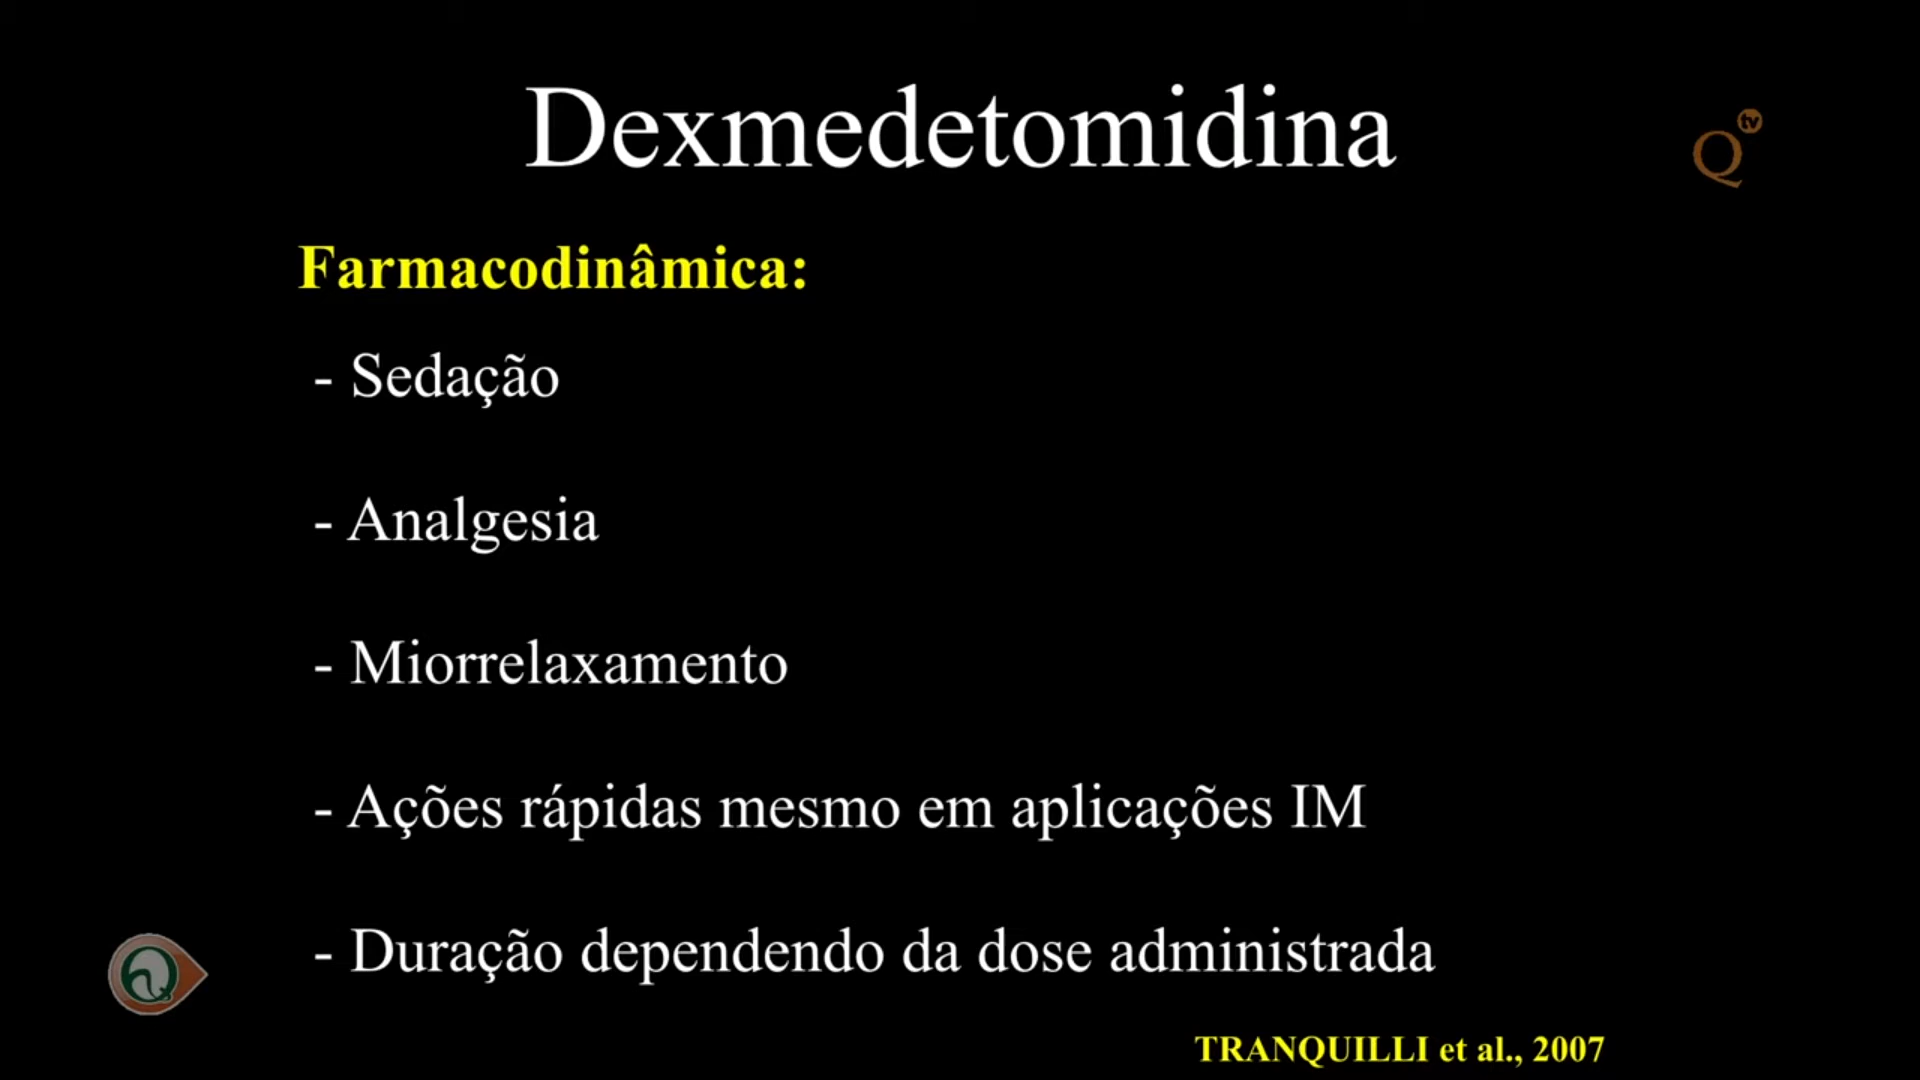 Dexmedetomidina
Q tv
Farmacodinâmica:
- Sedação
- Analgesia
- Miorrelaxamento
- Ações rápidas mesmo em aplicações IM
- Duração dependendo da dose administrada
TRANQUILLI et al., 2007